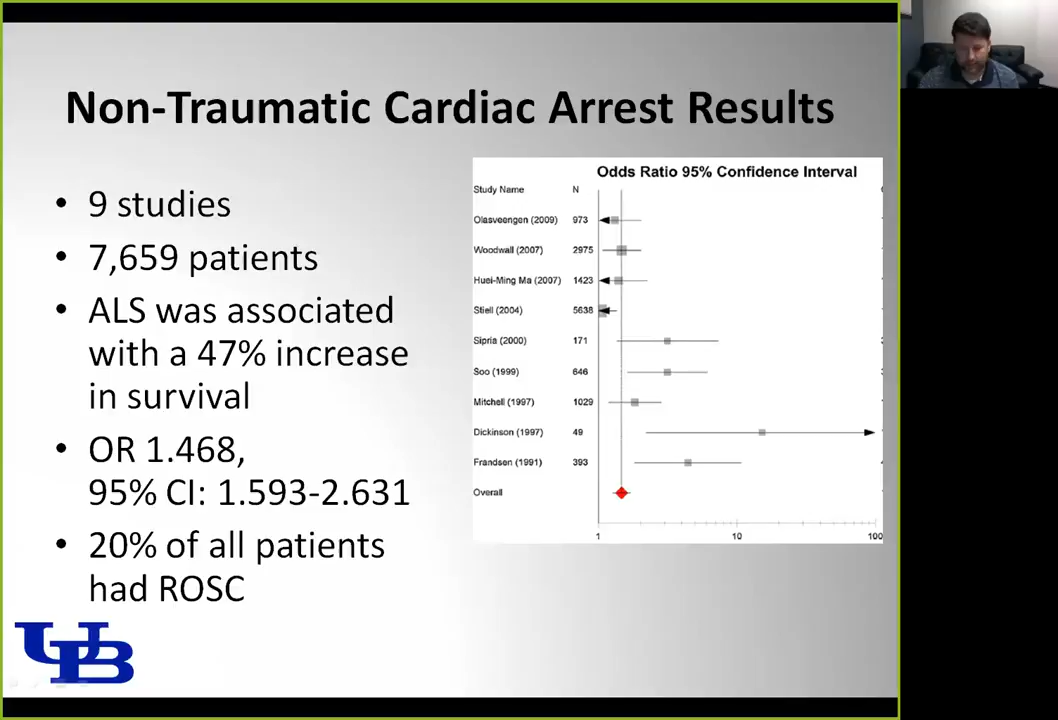 Non-Traumatic Cardiac Arrest Results
• 9 studies
• 7,659 patients
• ALS was associated
with a 47% increase
in survival
• OR 1.468,
95% CI: 1.593-2.631
• 20% of all patients
had ROSC
UB
Odds Ratio 95% Confidence Interval
Study Name N
Olasveengen (2009) 973
Woodwall (2007) 2975
Huei-Ming Ma (2007) 1423
Stiell (2004) 5638
Sipria (2000) 171
Soo (1999) 646
Mitchell (1997) 1029
Dickinson (1997) 49
Frandsen (1991) 393
Overall
1 10 100